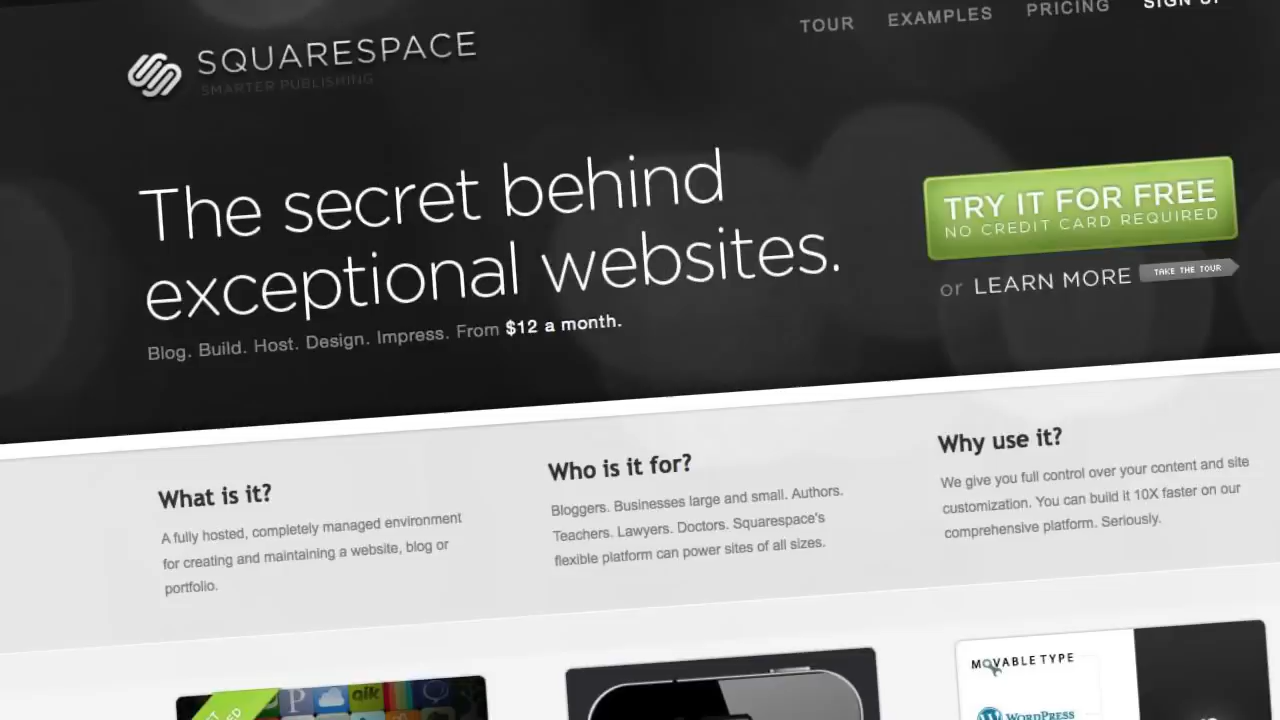 TOUR EXAMPLES PRICING SIGN UP
SQUARESPACE
SMARTER PUBLISHING
The secret behind
exceptional websites.
Blog. Build. Host. Design. Impress. From $12 a month.
TRY IT FOR FREE
NO CREDIT CARD REQUIRED
or LEARN MORE TAKE THE TOUR
What is it?
A fully hosted, completely managed environment
for creating and maintaining a website, blog or
portfolio.
Who is it for?
Bloggers. Businesses large and small. Authors.
Teachers. Lawyers. Doctors. Squarespace's
flexible platform can power sites of all sizes.
Why use it?
We give you full control over your content and site
customization. You can build it 10X faster on our
comprehensive platform. Seriously.
P
qik
MOVABLE TYPE
WORDPRESS